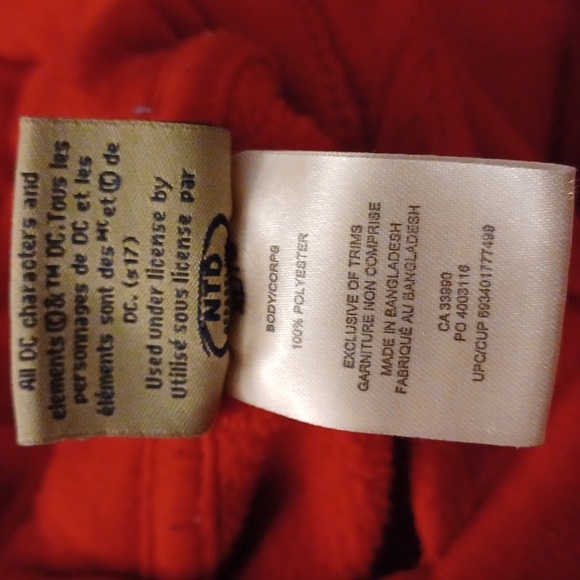 All DC characters and
elements © & TM DC. Tous les
personnages de DC et les
éléments sont des MC et © de
DC. (s17)
Used under license by
Utilisé sous license par
NTD
BODY/CORPS
100% POLYESTER
EXCLUSIVE OF TRIMS
GARNITURE NON COMPRISE
MADE IN BANGLADESH
FABRIQUÉ AU BANGLADESH
CA 33990
PO 4003116
UPC/CUP 693401777499